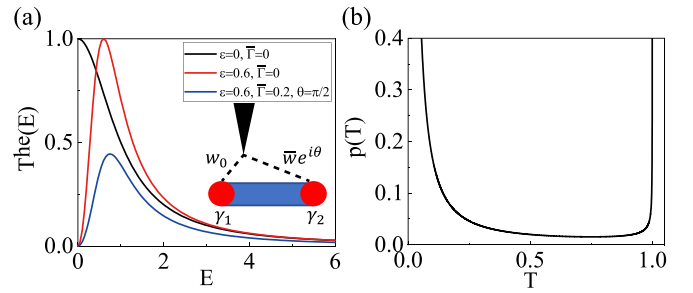 (a)
(b)
1.0
0.5
0.0
T^he(E)
ε=0, Γ̅=0
ε=0.6, Γ̅=0
ε=0.6, Γ̅=0.2, θ=π/2
w₀
w̅e^{iθ}
γ₁
γ₂
0
2
4
6
E
0.4
0.3
0.2
0.1
0.0
p(T)
0.0
0.5
1.0
T